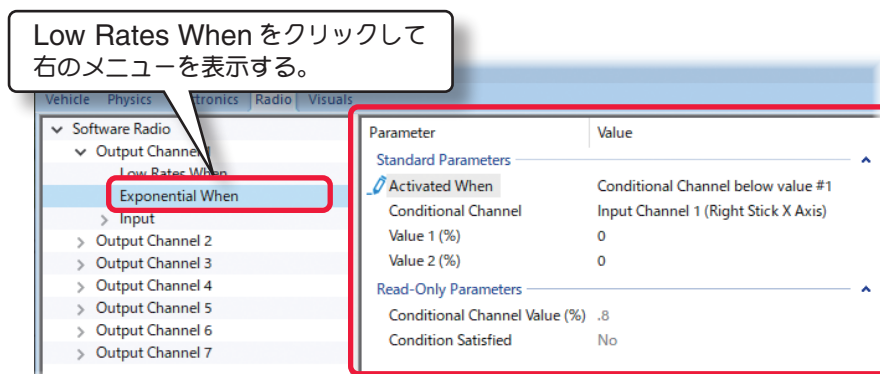 Low Rates When をクリックして
右のメニューを表示する。
Vehicle Physics Radio Visuals
Software Radio
Output Channel 1
Low Rates When
Exponential When
Input
Output Channel 2
Output Channel 3
Output Channel 4
Output Channel 5
Output Channel 6
Output Channel 7
Parameter Value
Standard Parameters
Activated When Conditional Channel below value #1
Conditional Channel Input Channel 1 (Right Stick X Axis)
Value 1 (%) 0
Value 2 (%) 0
Read-Only Parameters
Conditional Channel Value (%) .8
Condition Satisfied No